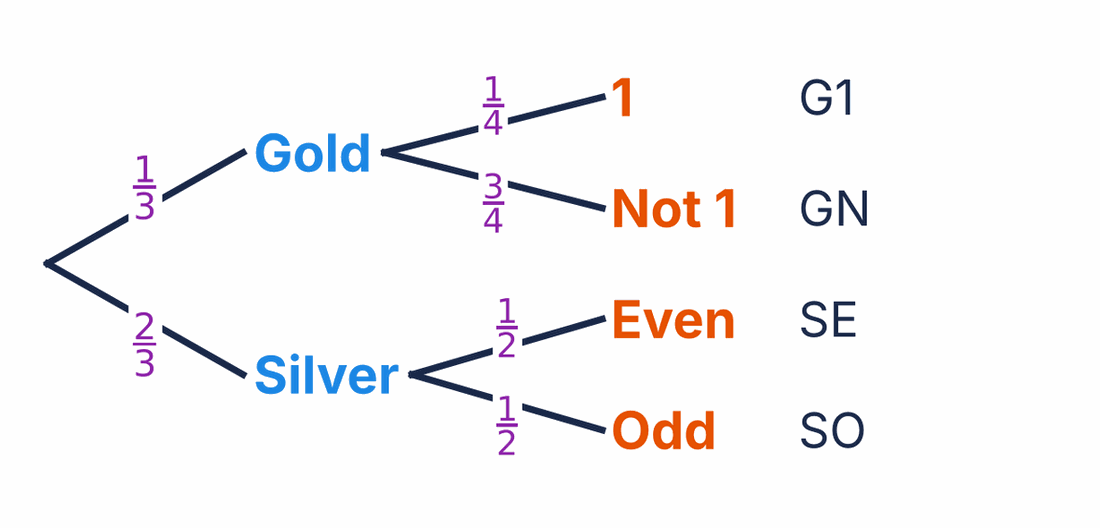 1/3 Gold 1/4 1 G1
3/4 Not 1 GN
2/3 Silver 1/2 Even SE
1/2 Odd SO